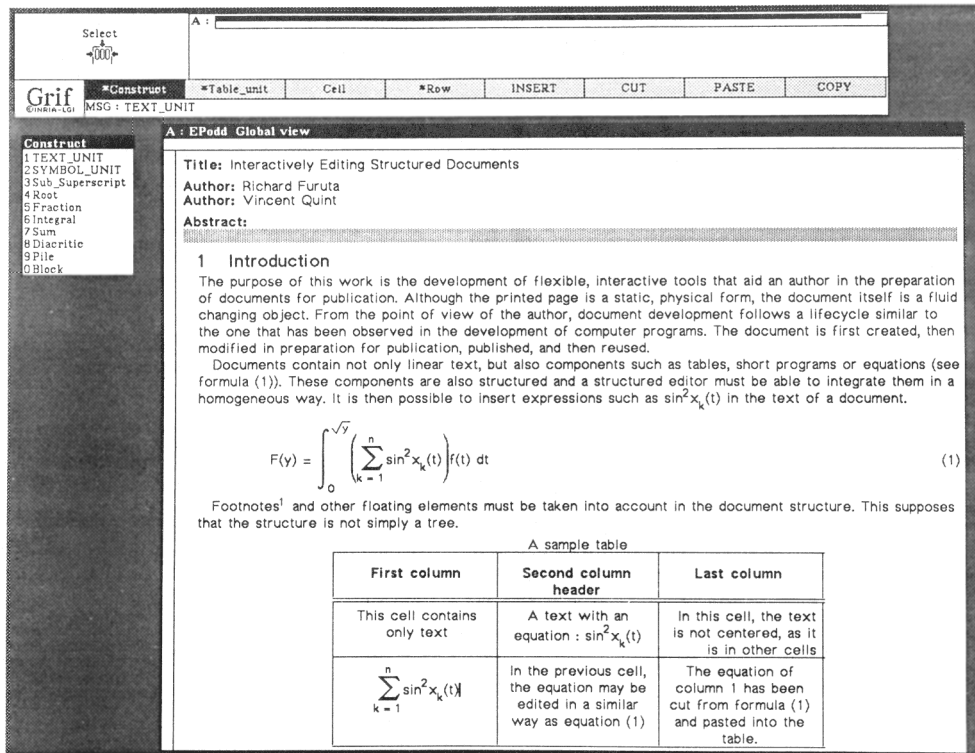 Select
A :
Grif
©INRIA-LGI
*Construct *Table_unit Cell *Row INSERT CUT PASTE COPY
MSG : TEXT_UNIT
Construct
1 TEXT_UNIT
2 SYMBOL_UNIT
3 Sub_Superscript
4 Root
5 Fraction
6 Integral
7 Sum
8 Diacritic
9 Pile
0 Block
A : EPodd Global view
Title: Interactively Editing Structured Documents
Author: Richard Furuta
Author: Vincent Quint
Abstract:
1 Introduction
The purpose of this work is the development of flexible, interactive tools that aid an author in the preparation
of documents for publication. Although the printed page is a static, physical form, the document itself is a fluid
changing object. From the point of view of the author, document development follows a lifecycle similar to
the one that has been observed in the development of computer programs. The document is first created, then
modified in preparation for publication, published, and then reused.
Documents contain not only linear text, but also components such as tables, short programs or equations (see
formula (1)). These components are also structured and a structured editor must be able to integrate them in a
homogeneous way. It is then possible to insert expressions such as sin²xₖ(t) in the text of a document.
F(y) = ∫₀^√y (∑ₖ₌₁ⁿ sin²xₖ(t)) f(t) dt (1)
Footnotes¹ and other floating elements must be taken into account in the document structure. This supposes
that the structure is not simply a tree.
A sample table
First column
Second column
header
Last column
This cell contains
only text
A text with an
equation : sin²xₖ(t)
In this cell, the text
is not centered, as it
is in other cells
∑ₖ₌₁ⁿ sin²xₖ(t)
In the previous cell,
the equation may be
edited in a similar
way as equation (1)
The equation of
column 1 has been
cut from formula (1)
and pasted into the
table.